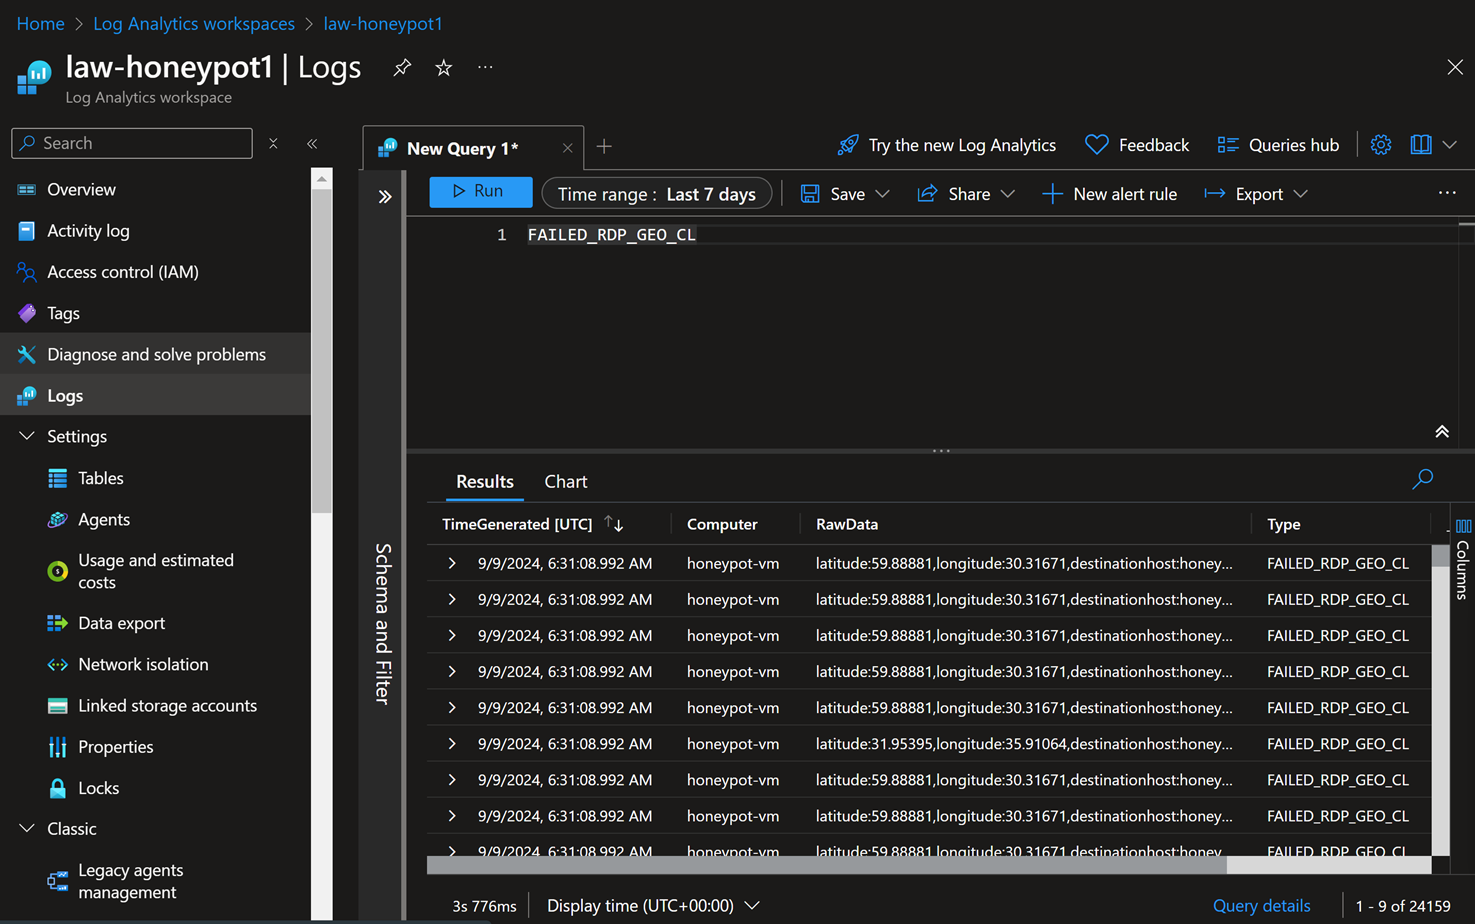 Home > Log Analytics workspaces > law-honeypot1
law-honeypot1 | Logs
Log Analytics workspace
Search
Overview
Activity log
Access control (IAM)
Tags
Diagnose and solve problems
Logs
Settings
Tables
Agents
Usage and estimated
costs
Data export
Network isolation
Linked storage accounts
Properties
Locks
Classic
Legacy agents
management
New Query 1*
Try the new Log Analytics
Feedback
Queries hub
Run
Time range : Last 7 days
Save
Share
New alert rule
Export
1 FAILED_RDP_GEO_CL
Schema and Filter
Results Chart
TimeGenerated [UTC] Computer RawData Type
9/9/2024, 6:31:08.992 AM honeypot-vm latitude:59.88881,longitude:30.31671,destinationhost:honey... FAILED_RDP_GEO_CL
9/9/2024, 6:31:08.992 AM honeypot-vm latitude:59.88881,longitude:30.31671,destinationhost:honey... FAILED_RDP_GEO_CL
9/9/2024, 6:31:08.992 AM honeypot-vm latitude:59.88881,longitude:30.31671,destinationhost:honey... FAILED_RDP_GEO_CL
9/9/2024, 6:31:08.992 AM honeypot-vm latitude:59.88881,longitude:30.31671,destinationhost:honey... FAILED_RDP_GEO_CL
9/9/2024, 6:31:08.992 AM honeypot-vm latitude:59.88881,longitude:30.31671,destinationhost:honey... FAILED_RDP_GEO_CL
9/9/2024, 6:31:08.992 AM honeypot-vm latitude:31.95395,longitude:35.91064,destinationhost:honey... FAILED_RDP_GEO_CL
9/9/2024, 6:31:08.992 AM honeypot-vm latitude:59.88881,longitude:30.31671,destinationhost:honey... FAILED_RDP_GEO_CL
9/9/2024, 6:31:08.992 AM honeypot-vm latitude:59.88881,longitude:30.31671,destinationhost:honey... FAILED_RDP_GEO_CL
9/9/2024, 6:31:08.992 AM honeypot-vm latitude:59.88881,longitude:30.31671,destinationhost:honey FAILED_RDP_GEO_CL
Columns
3s 776ms
Display time (UTC+00:00)
Query details
1 - 9 of 24159